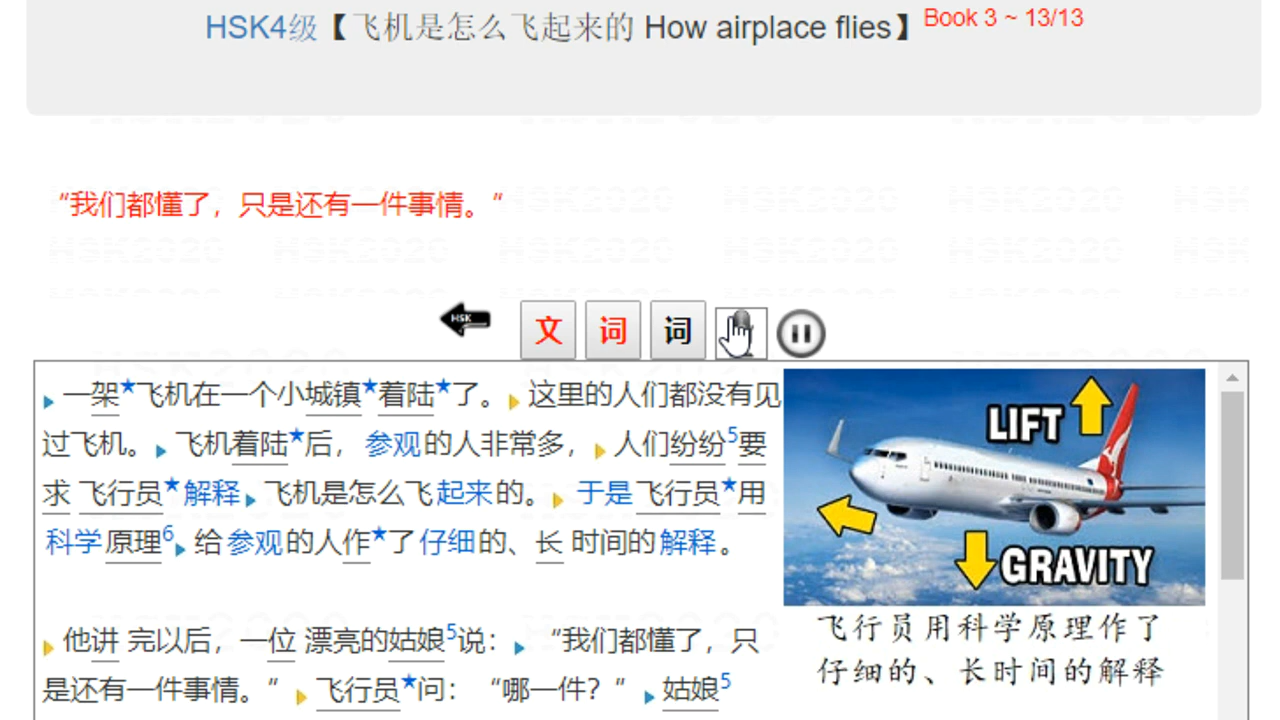 HSK4级【飞机是怎么飞起来的 How airplace flies】Book 3 ~ 13/13
“我们都懂了，只是还有一件事情。“
HSK 文 词 词
一架★飞机在一个小城镇★着陆★了。这里的人们都没有见
过飞机。飞机着陆★后，参观的人非常多，人们纷纷5要
求 飞行员★解释 飞机是怎么飞起来的。于是飞行员★用
科学原理6 给参观的人作★了仔细的、长 时间的解释。
他讲 完以后，一位 漂亮的姑娘5说：“我们都懂了，只
是还有一件事情。” 飞行员★问：“哪一件？” 姑娘5
LIFT
GRAVITY
飞行员用科学原理作了
仔细的、长时间的解释